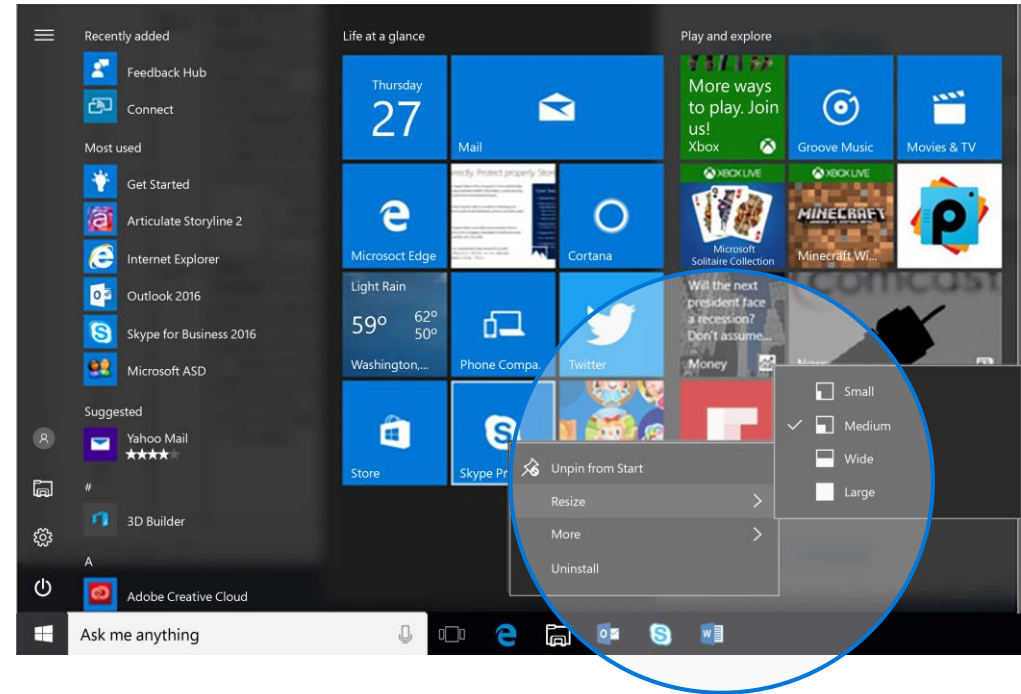 Recently added
Feedback Hub
Connect
Most used
Get Started
Articulate Storyline 2
Internet Explorer
Outlook 2016
Skype for Business 2016
Microsoft ASD
Suggested
Yahoo Mail
#
3D Builder
A
Adobe Creative Cloud
Life at a glance
Thursday
27
Mail
Microsoct Edge
Cortana
Light Rain
59° 62°
50°
Washington,...
Phone Compa.
Twitter
Store
Skype Pr
Play and explore
More ways
to play. Join
us!
Xbox
Groove Music
Movies & TV
XBOX LIVE
Microsoft
Solitaire Collection
XBOX LIVE
MINECRAFT
Minecraft Wi...
Will the next
president face
a recession?
Don't assume...
Money
comcast
News
Unpin from Start
Resize
More
Uninstall
Small
Medium
Wide
Large
Ask me anything